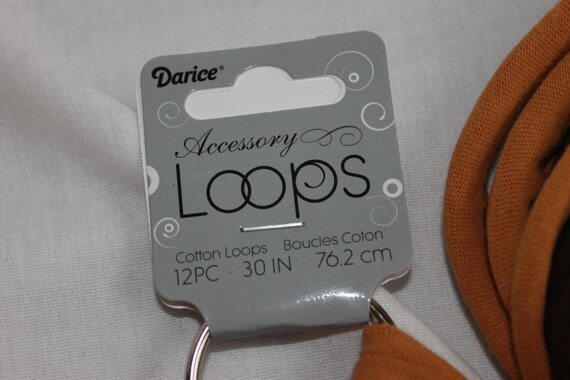 Darice®
Accessory
Loops
Cotton Loops · Boucles Coton
12PC · 30 IN · 76.2 cm